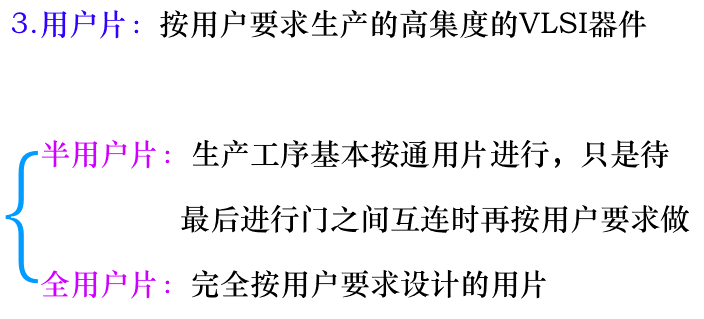 3.用户片：按用户要求生产的高集度的VLSI器件
半用户片：生产工序基本按通用片进行，只是待
最后进行门之间互连时再按用户要求做
全用户片：完全按用户要求设计的用片